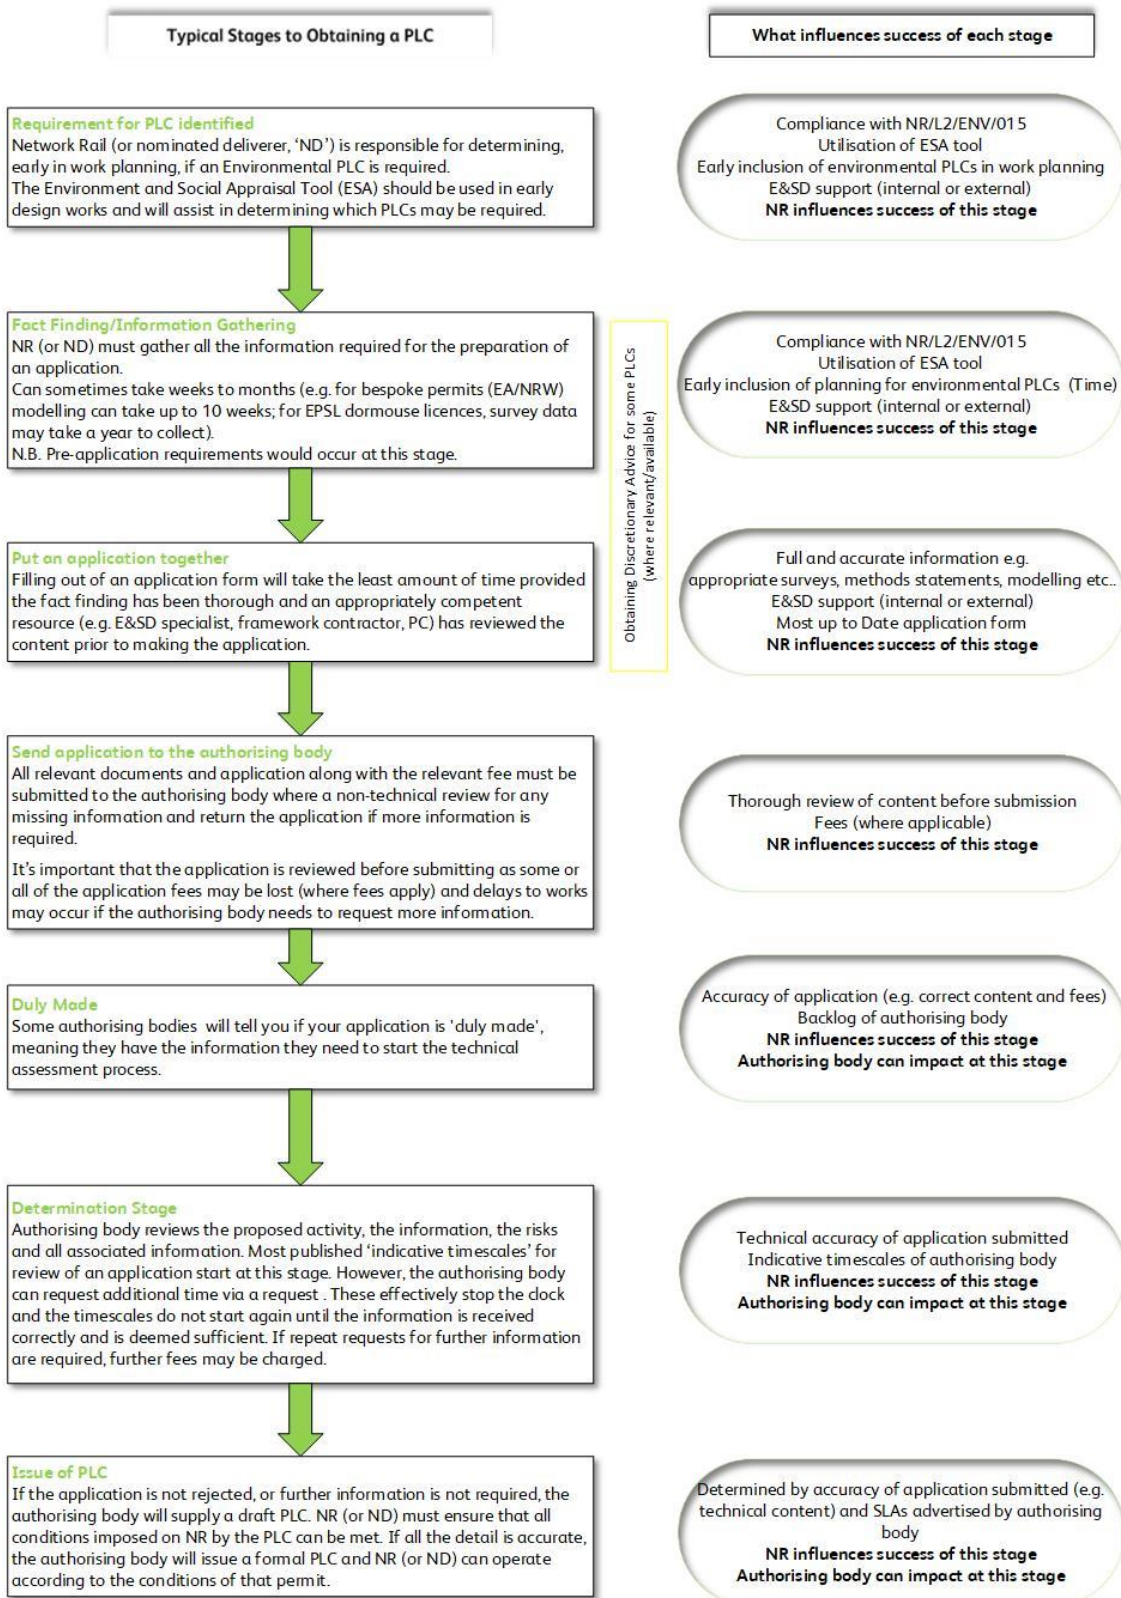 Typical Stages to Obtaining a PLC
What influences success of each stage
Requirement for PLC identified
Network Rail (or nominated deliverer, ‘ND’) is responsible for determining,
early in work planning, if an Environmental PLC is required.
The Environment and Social Appraisal Tool (ESA) should be used in early
design works and will assist in determining which PLCs may be required.
Compliance with NR/L2/ENV/015
Utilisation of ESA tool
Early inclusion of environmental PLCs in work planning
E&SD support (internal or external)
NR influences success of this stage
Fact Finding/Information Gathering
NR (or ND) must gather all the information required for the preparation of
an application.
Can sometimes take weeks to months (e.g. for bespoke permits (EA/NRW)
modelling can take up to 10 weeks; for EPSL dormouse licences, survey data
may take a year to collect).
N.B. Pre-application requirements would occur at this stage.
Obtaining Discretionary Advice for some PLCs
(where relevant/available)
Compliance with NR/L2/ENV/015
Utilisation of ESA tool
Early inclusion of planning for environmental PLCs (Time)
E&SD support (internal or external)
NR influences success of this stage
Put an application together
Filling out of an application form will take the least amount of time provided
the fact finding has been thorough and an appropriately competent
resource (e.g. E&SD specialist, framework contractor, PC) has reviewed the
content prior to making the application.
Full and accurate information e.g.
appropriate surveys, methods statements, modelling etc..
E&SD support (internal or external)
Most up to Date application form
NR influences success of this stage
Send application to the authorising body
All relevant documents and application along with the relevant fee must be
submitted to the authorising body where a non-technical review for any
missing information and return the application if more information is
required.
It’s important that the application is reviewed before submitting as some or
all of the application fees may be lost (where fees apply) and delays to works
may occur if the authorising body needs to request more information.
Thorough review of content before submission
Fees (where applicable)
NR influences success of this stage
Duly Made
Some authorising bodies will tell you if your application is 'duly made',
meaning they have the information they need to start the technical
assessment process.
Accuracy of application (e.g. correct content and fees)
Backlog of authorising body
NR influences success of this stage
Authorising body can impact at this stage
Determination Stage
Authorising body reviews the proposed activity, the information, the risks
and all associated information. Most published ‘indicative timescales’ for
review of an application start at this stage. However, the authorising body
can request additional time via a request . These effectively stop the clock
and the timescales do not start again until the information is received
correctly and is deemed sufficient. If repeat requests for further information
are required, further fees may be charged.
Technical accuracy of application submitted
Indicative timescales of authorising body
NR influences success of this stage
Authorising body can impact at this stage
Issue of PLC
If the application is not rejected, or further information is not required, the
authorising body will supply a draft PLC. NR (or ND) must ensure that all
conditions imposed on NR by the PLC can be met. If all the detail is accurate,
the authorising body will issue a formal PLC and NR (or ND) can operate
according to the conditions of that permit.
Determined by accuracy of application submitted (e.g.
technical content) and SLAs advertised by authorising
body
NR influences success of this stage
Authorising body can impact at this stage